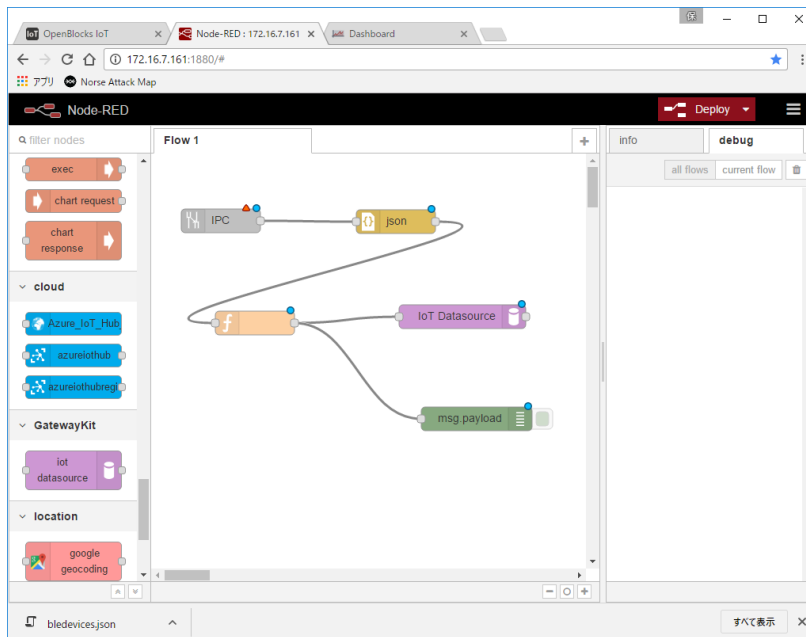 保
OpenBlocks IoT
Node-RED : 172.16.7.161
Dashboard
172.16.7.161:1880/#
アプリ
Norse Attack Map
Node-RED
Deploy
filter nodes
Flow 1
info
debug
all flows
current flow
exec
chart request
chart
response
cloud
Azure_IoT_Hub
azureiothub
azureiothubregi
GatewayKit
iot
datasource
location
google
geocoding
IPC
json
IoT Datasource
msg.payload
bledevices.json
すべて表示